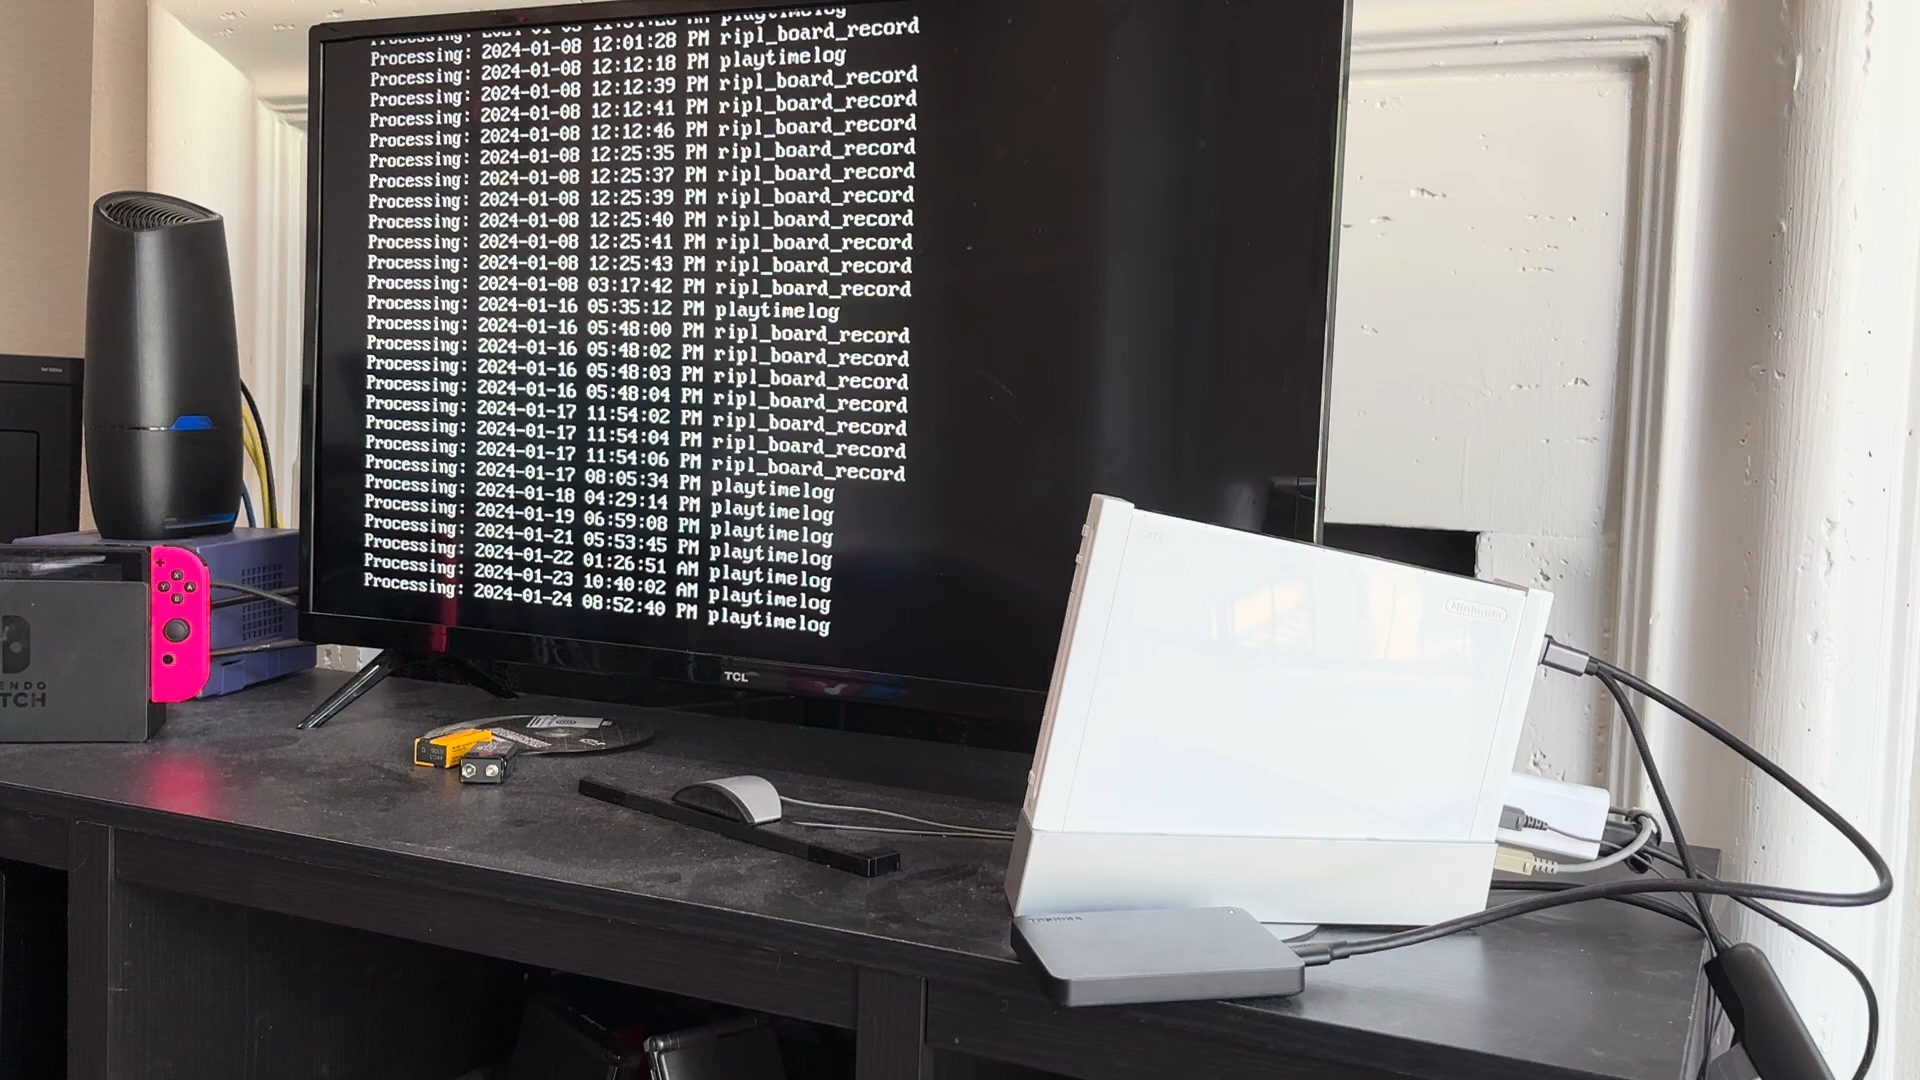 Processing: 2024-01-08 12:01:28 PM ripl_board_record
Processing: 2024-01-08 12:12:18 PM playtimelog
Processing: 2024-01-08 12:12:39 PM ripl_board_record
Processing: 2024-01-08 12:12:41 PM ripl_board_record
Processing: 2024-01-08 12:12:46 PM ripl_board_record
Processing: 2024-01-08 12:25:35 PM ripl_board_record
Processing: 2024-01-08 12:25:37 PM ripl_board_record
Processing: 2024-01-08 12:25:39 PM ripl_board_record
Processing: 2024-01-08 12:25:40 PM ripl_board_record
Processing: 2024-01-08 12:25:41 PM ripl_board_record
Processing: 2024-01-08 12:25:43 PM ripl_board_record
Processing: 2024-01-08 03:17:42 PM ripl_board_record
Processing: 2024-01-16 05:35:12 PM playtimelog
Processing: 2024-01-16 05:48:00 PM ripl_board_record
Processing: 2024-01-16 05:48:02 PM ripl_board_record
Processing: 2024-01-16 05:48:03 PM ripl_board_record
Processing: 2024-01-16 05:48:04 PM ripl_board_record
Processing: 2024-01-17 11:54:02 PM ripl_board_record
Processing: 2024-01-17 11:54:04 PM ripl_board_record
Processing: 2024-01-17 11:54:06 PM ripl_board_record
Processing: 2024-01-17 08:05:34 PM playtimelog
Processing: 2024-01-18 04:29:14 PM playtimelog
Processing: 2024-01-19 06:59:08 PM playtimelog
Processing: 2024-01-21 05:53:45 PM playtimelog
Processing: 2024-01-22 01:26:51 AM playtimelog
Processing: 2024-01-23 10:40:02 AM playtimelog
Processing: 2024-01-24 08:52:40 PM playtimelog
TCL
Nintendo
ENDO
TCH
X
Y
A
B